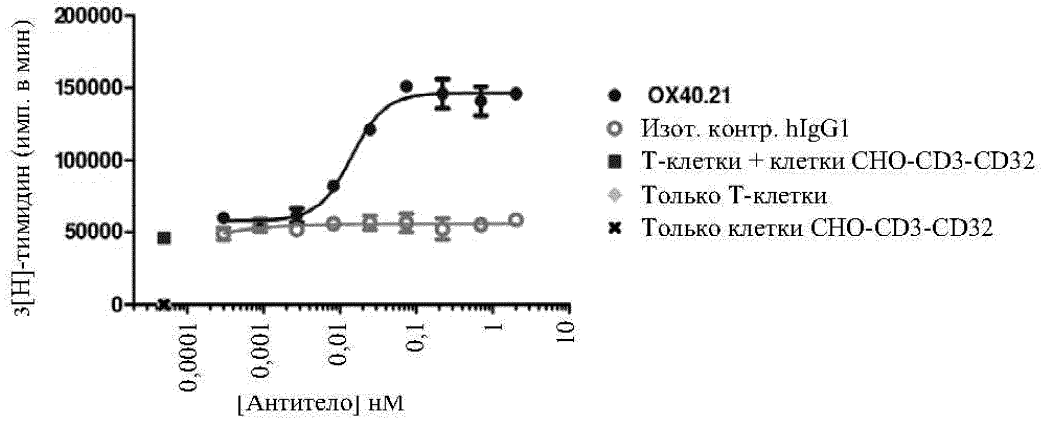 3[H]-тимидин (имп. в мин)
200000
150000
100000
50000
0
0,0001
0,001
0,01
0,1
1
10
[Антитело] нМ
OX40.21
Изот. контр. hIgG1
Т-клетки + клетки CHO-CD3-CD32
Только Т-клетки
Только клетки CHO-CD3-CD32